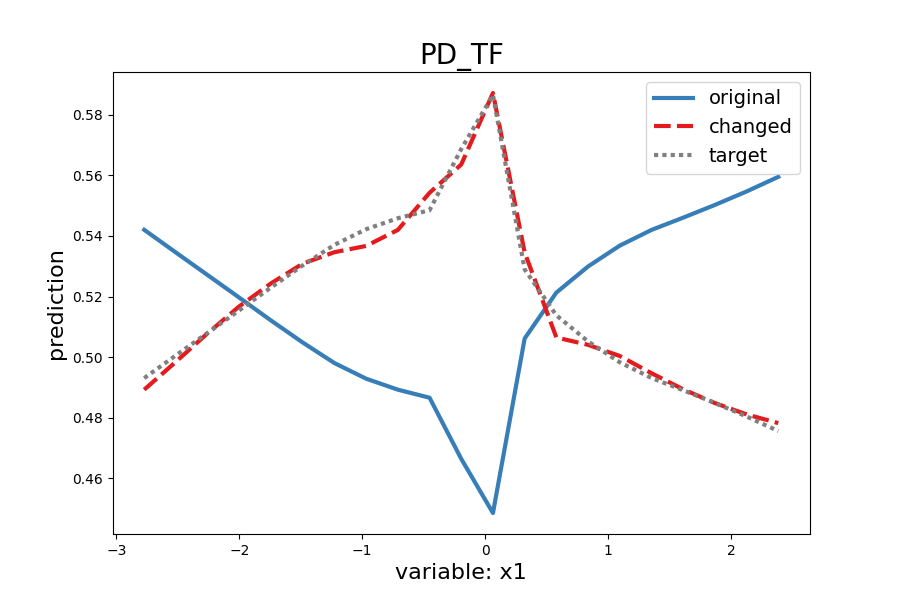 PD_TF
original
changed
target
prediction
0.58
0.56
0.54
0.52
0.50
0.48
0.46
−3
−2
−1
0
1
2
variable: x1